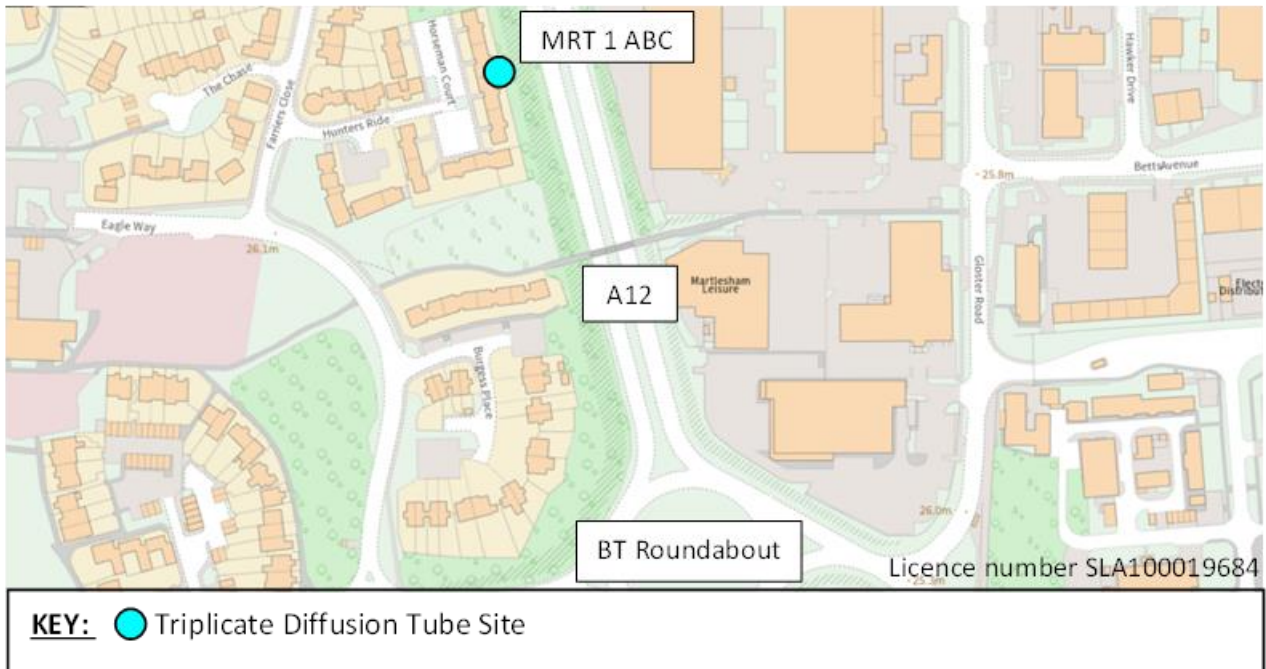 MRT 1 ABC
Horseman Court
Hawker Drive
The Chase
Farriers Close
Hunters Ride
Betts Avenue
25.8m
Eagle Way
26.1m
A12
Martlesham
Leisure
Gloster Road
Burgess Place
26.0m
BT Roundabout
Licence number SLA100019684
KEY: Triplicate Diffusion Tube Site